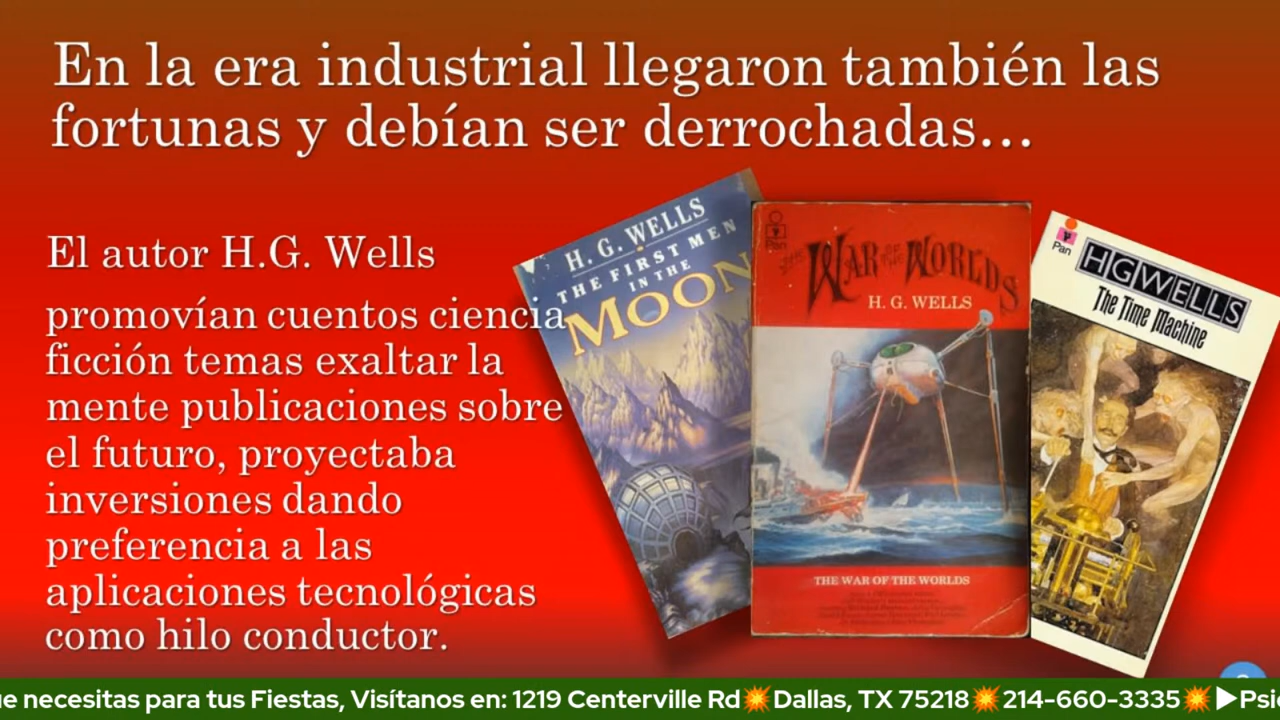 En la era industrial llegaron también las
fortunas y debían ser derrochadas...
El autor H.G. Wells
promovían cuentos ciencia
ficción temas exaltar la
mente publicaciones sobre
el futuro, proyectaba
inversiones dando
preferencia a las
aplicaciones tecnológicas
como hilo conductor.
H. G. WELLS
THE FIRST MEN
IN THE
MOON
Pan
THE WAR OF THE WORLDS
H. G. WELLS
THE WAR OF THE WORLDS
Pan
HG WELLS
The Time Machine
ue necesitas para tus Fiestas, Visítanos en: 1219 Centerville Rd💥Dallas, TX 75218💥214-660-3335💥▶Psi